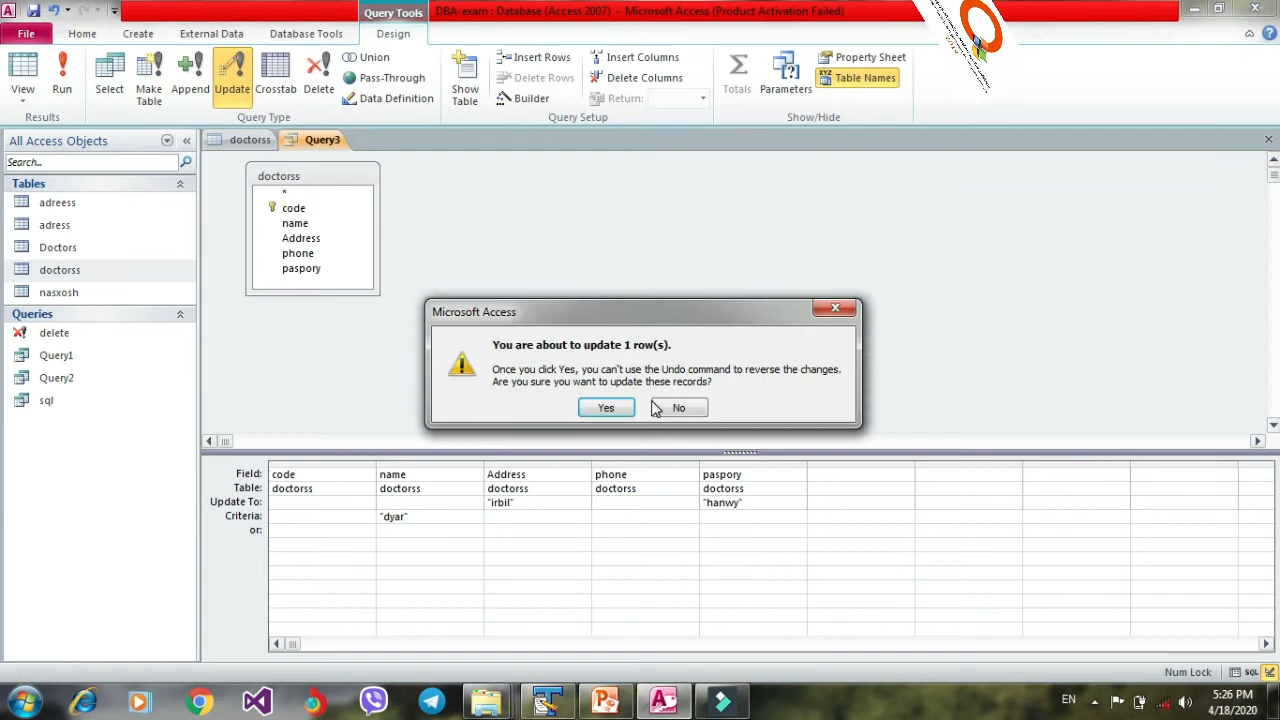 Query Tools
DBA-exam : Database (Access 2007) - Microsoft Access (Product Activation Failed)
File Home Create External Data Database Tools Design
View
Run
Select
Make Table
Append
Update
Crosstab
Delete
Union
Pass-Through
Data Definition
Show Table
Insert Rows
Delete Rows
Builder
Insert Columns
Delete Columns
Return:
Totals
Parameters
Property Sheet
Table Names
Results
Query Type
Query Setup
Show/Hide
All Access Objects
Search...
Tables
adreess
adress
Doctors
doctorss
nasxosh
Queries
delete
Query1
Query2
sql
doctorss
Query3
doctorss
*
code
name
Address
phone
paspory
Microsoft Access
You are about to update 1 row(s).
Once you click Yes, you can't use the Undo command to reverse the changes.
Are you sure you want to update these records?
Yes
No
Field: code name Address phone paspory
Table: doctorss doctorss doctorss doctorss doctorss
Update To: "irbil" "hanwy"
Criteria: "dyar"
or:
Num Lock
SQL
EN
5:26 PM
4/18/2020